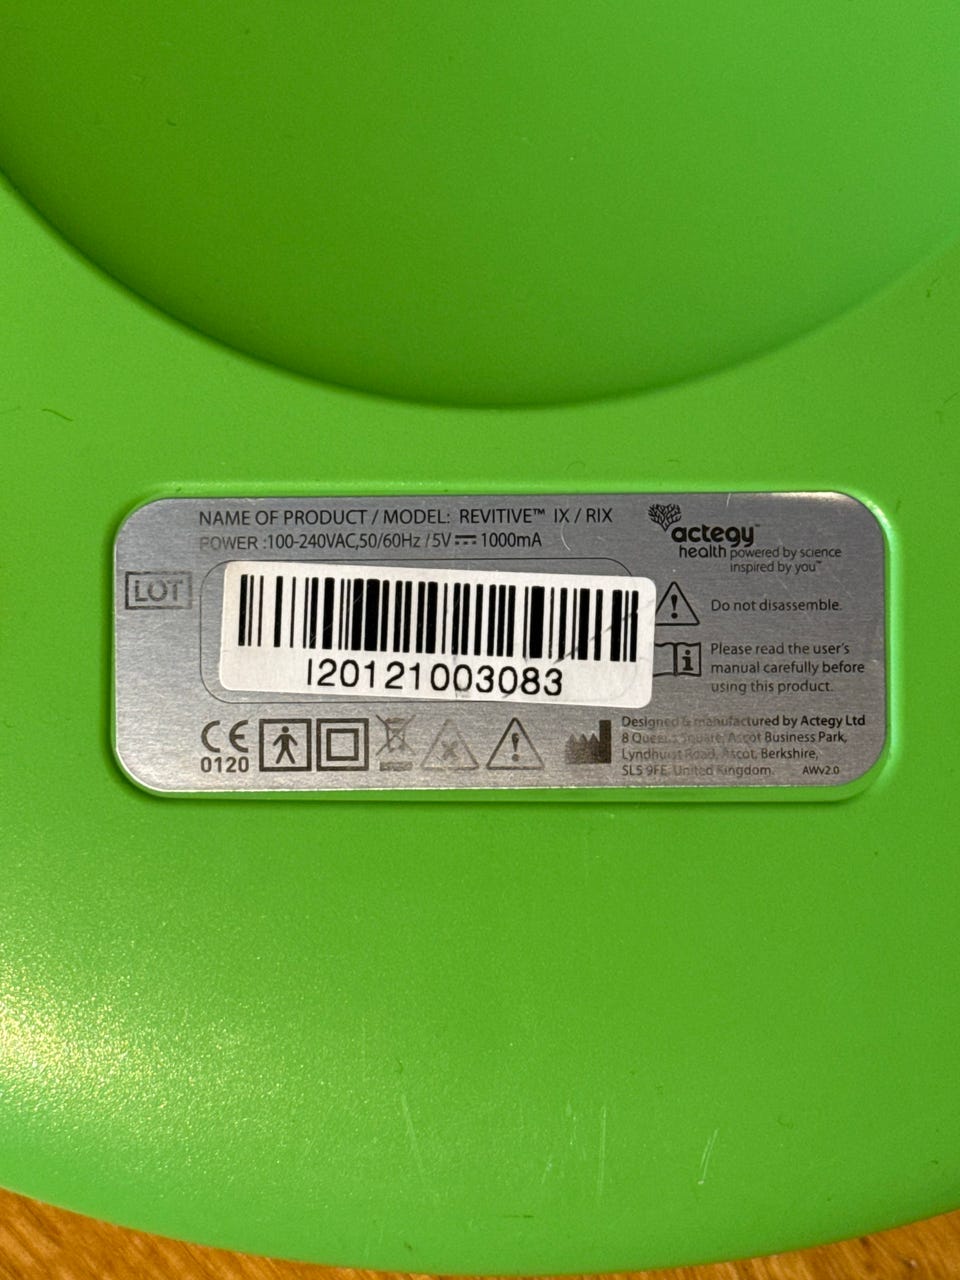 NAME OF PRODUCT / MODEL: REVITIVE™ IX / RIX
POWER :100-240VAC,50/60Hz /5V⎓1000mA
actegy™
health powered by science
inspired by you™
LOT
Do not disassemble.
I20121003083
i
Please read the user's
manual carefully before
using this product.
CE
0120
Designed & manufactured by Actegy Ltd
8 Queens Square, Ascot Business Park,
Lyndhurst Road, Ascot, Berkshire,
SL5 9FE, United Kingdom.
AWv2.0